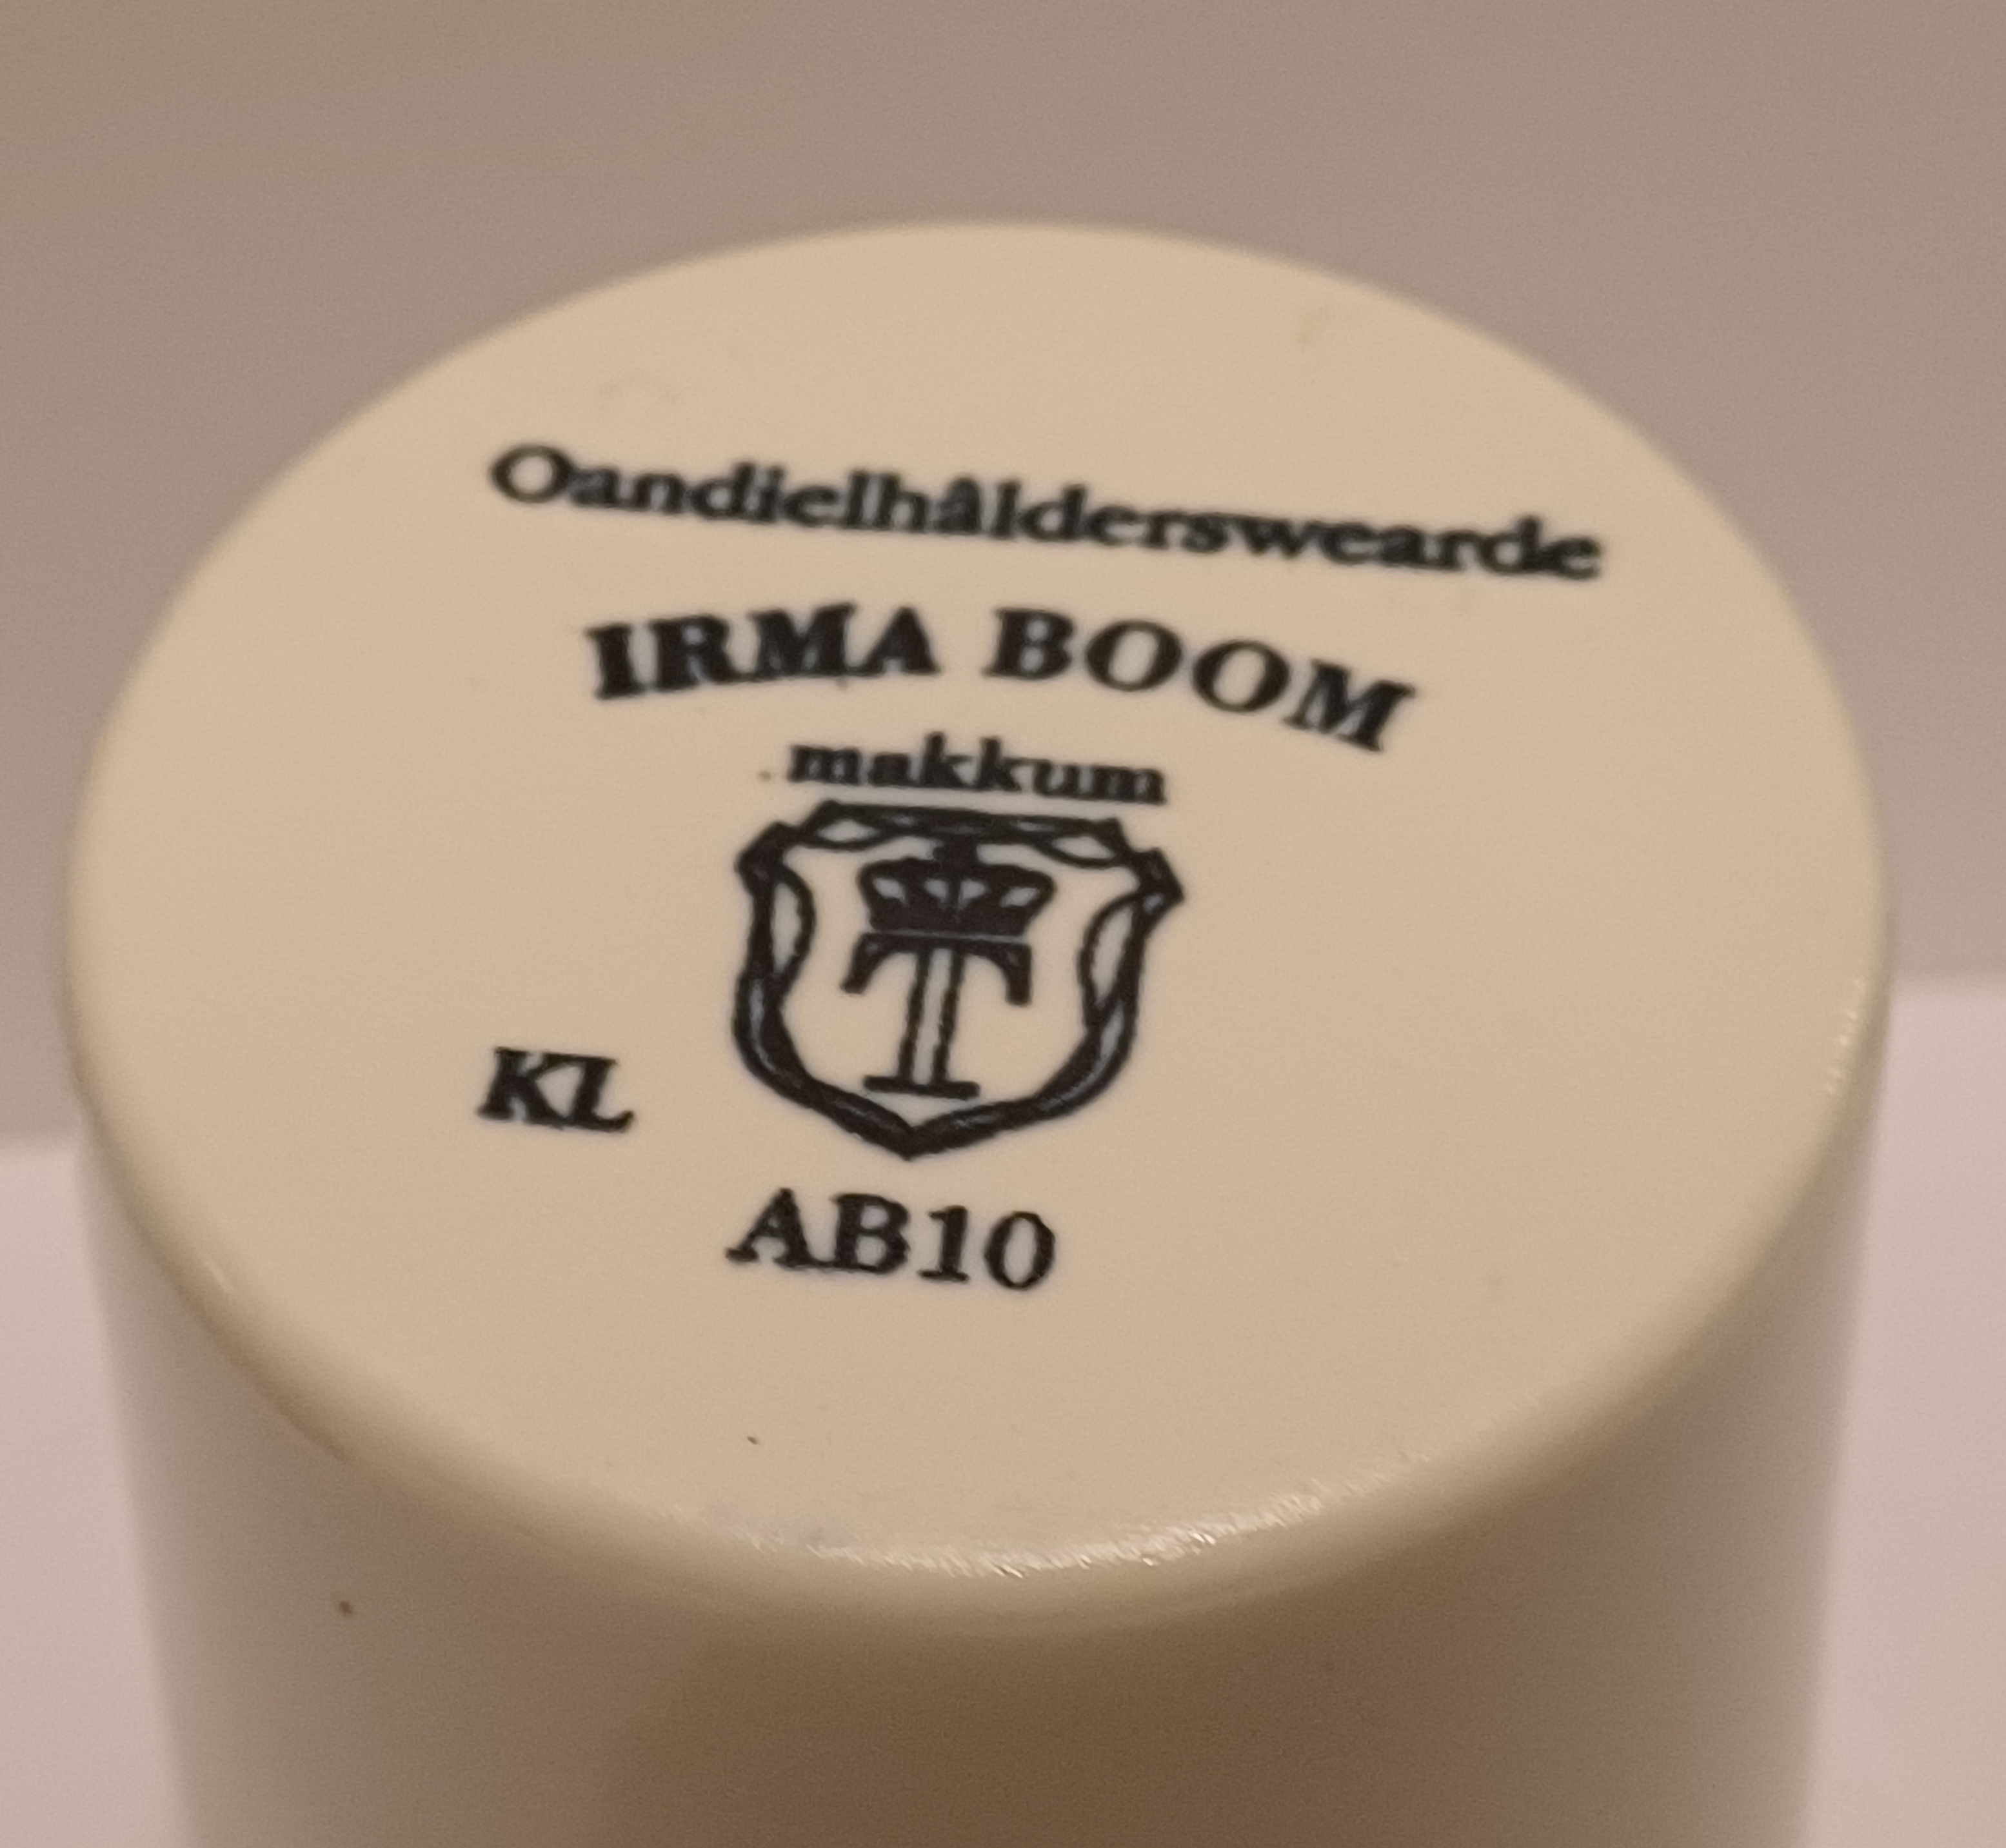 Oandielhâlderswearde
IRMA BOOM
makkum
T
KL
AB10